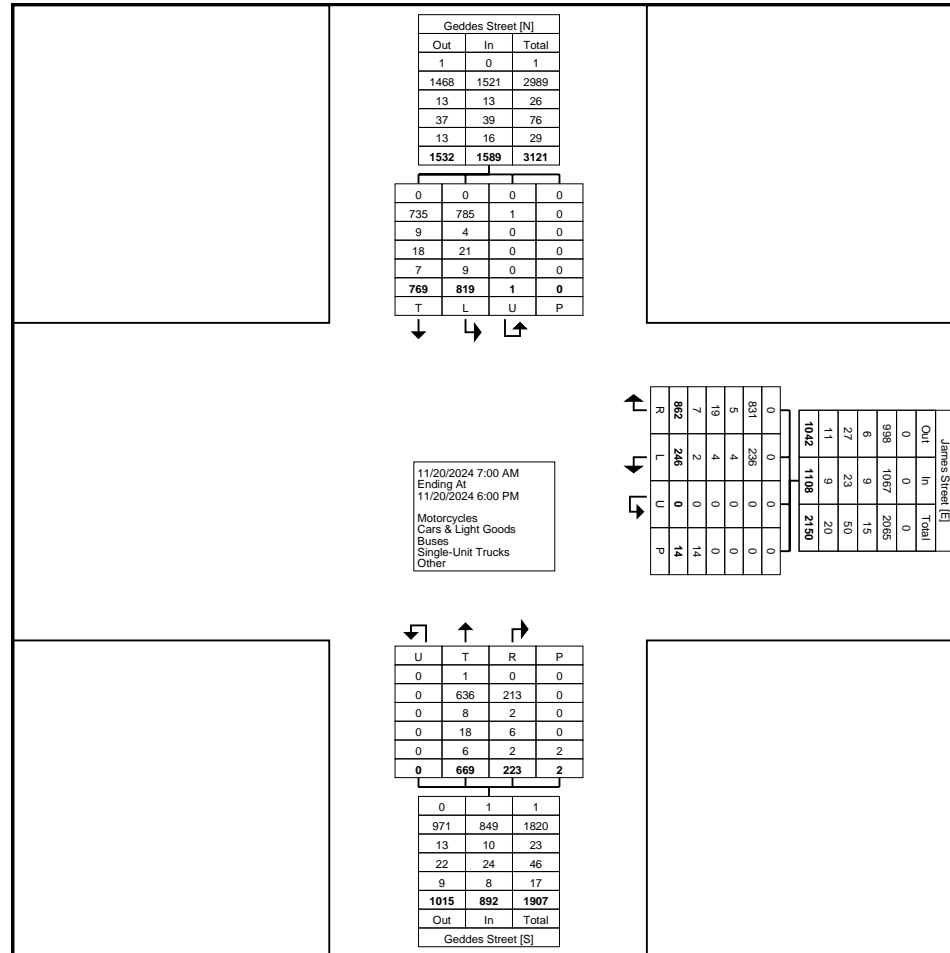 Geddes Street [N]
Out In Total
1 0 1
1468 1521 2989
13 13 26
37 39 76
13 16 29
1532 1589 3121
0 0 0 0
735 785 1 0
9 4 0 0
18 21 0 0
7 9 0 0
769 819 1 0
T L U P
James Street [E]
Out In Total
0 0 0
998 1067 2065
6 9 15
27 23 50
11 9 20
1042 1108 2150
0 0 0 0
831 236 0 0
5 4 0 0
19 4 0 0
7 2 0 14
862 246 0 14
R L U P
11/20/2024 7:00 AM
Ending At
11/20/2024 6:00 PM
Motorcycles
Cars & Light Goods
Buses
Single-Unit Trucks
Other
U T R P
0 1 0 0
0 636 213 0
0 8 2 0
0 18 6 0
0 6 2 2
0 669 223 2
0 1 1
971 849 1820
13 10 23
22 24 46
9 8 17
1015 892 1907
Out In Total
Geddes Street [S]